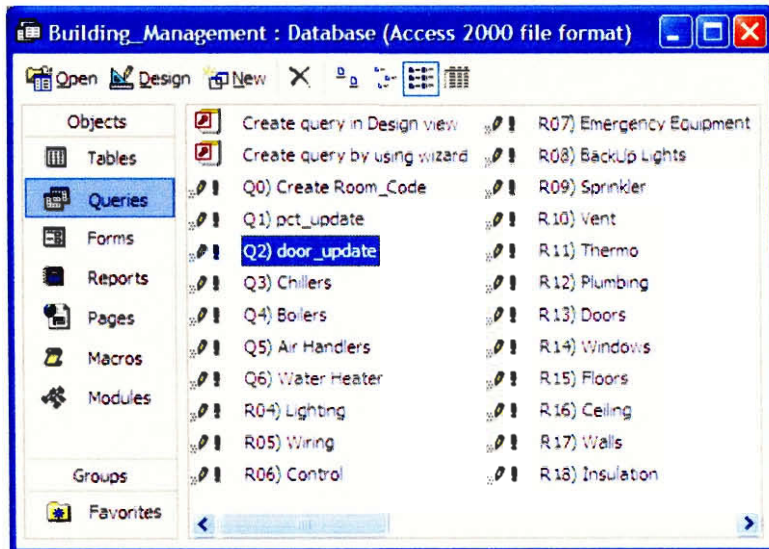 Building_Management : Database (Access 2000 file format)
Open Design New
Objects
Tables
Queries
Forms
Reports
Pages
Macros
Modules
Groups
Favorites
Create query in Design view
Create query by using wizard
Q0) Create Room_Code
Q1) pct_update
Q2) door_update
Q3) Chillers
Q4) Boilers
Q5) Air Handlers
Q6) Water Heater
R04) Lighting
R05) Wiring
R06) Control
R07) Emergency Equipment
R08) BackUp Lights
R09) Sprinkler
R10) Vent
R11) Thermo
R12) Plumbing
R13) Doors
R14) Windows
R15) Floors
R16) Ceiling
R17) Walls
R18) Insulation